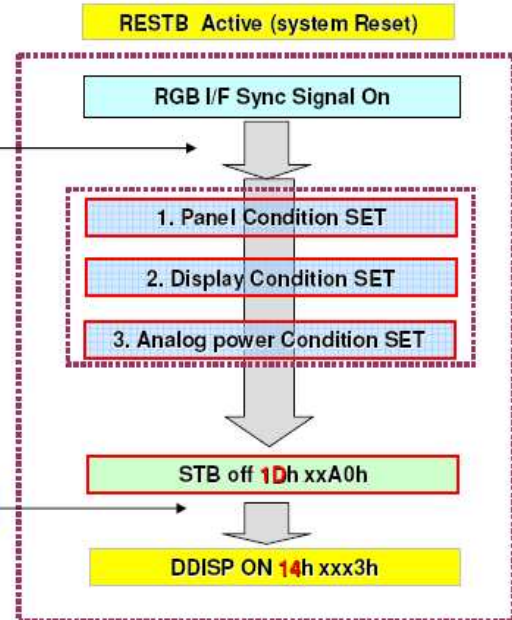 RESTB Active (system Reset)
RGB I/F Sync Signal On
1. Panel Condition SET
2. Display Condition SET
3. Analog power Condition SET
STB off 1Dh xxA0h
DDISP ON 14h xxx3h